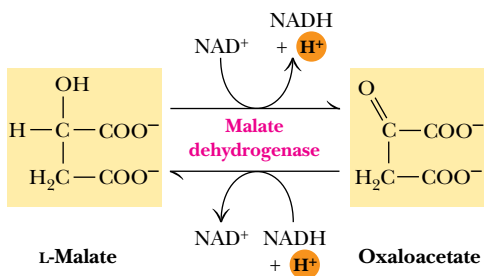 NADH
NAD⁺ + H⁺
OH
H—C—COO⁻
H₂C—COO⁻
Malate
dehydrogenase
O
C—COO⁻
H₂C—COO⁻
NAD⁺ NADH
+ H⁺
L-Malate
Oxaloacetate